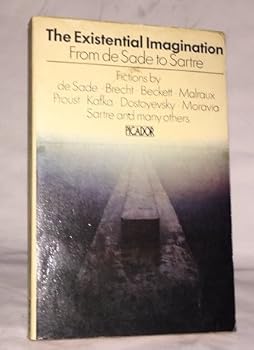 The Existential Imagination
From de Sade to Sartre
Fictions by
de Sade · Brecht · Beckett · Malraux
Proust · Kafka · Dostoyevsky · Moravia
Sartre and many others
PICADOR